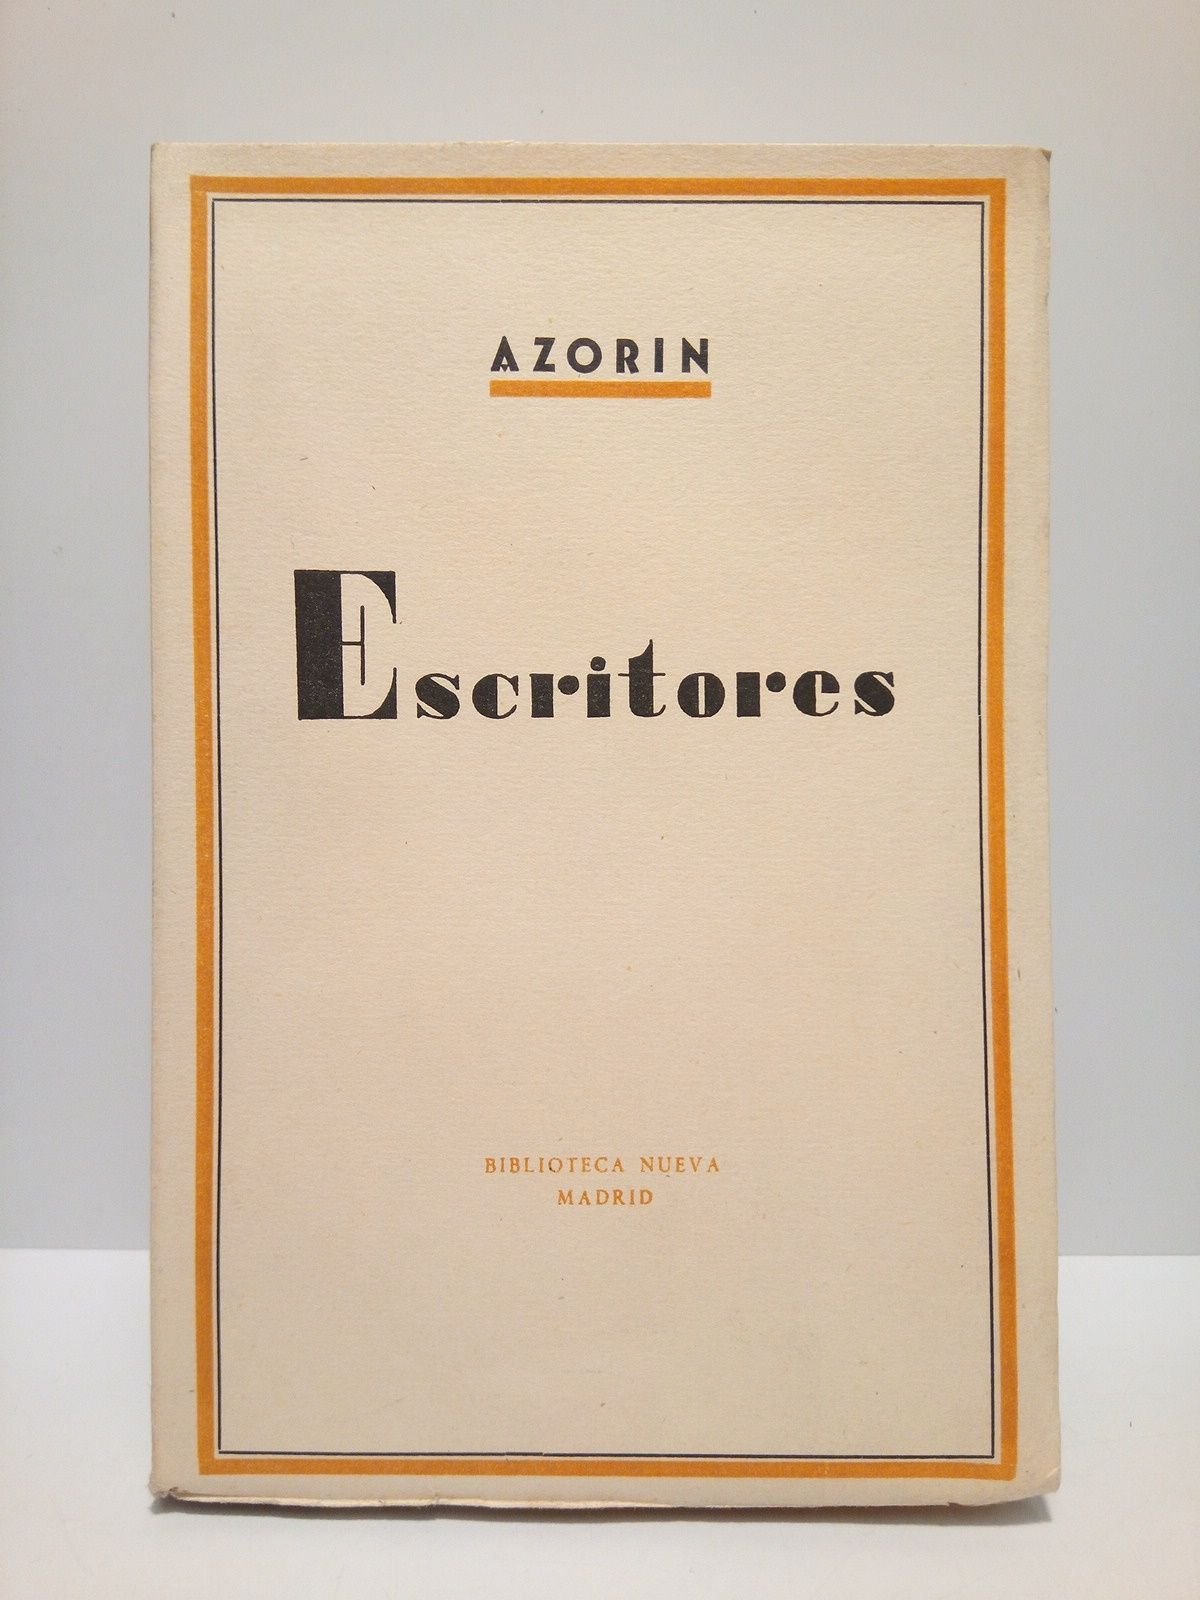 AZORIN
Escritores
BIBLIOTECA NUEVA
MADRID